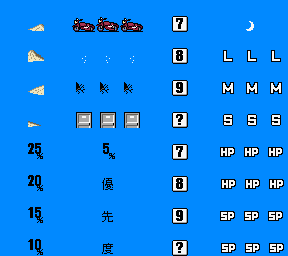 7
8 L L L
9 M M M
? S S S
25% 5% 7 HP HP HP
20% 優 8 HP HP HP
15% 先 9 SP SP SP
10% 度 ? SP SP SP